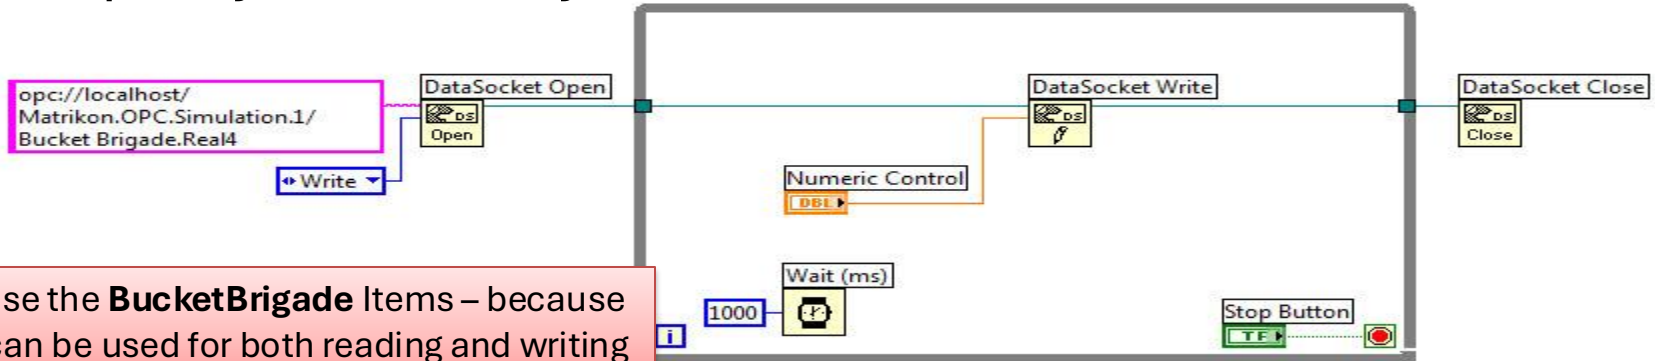 opc://localhost/
Matrikon.OPC.Simulation.1/
Bucket Brigade.Real4
Write
DataSocket Open
DS
Open
DataSocket Write
DS
DataSocket Close
DS
Close
Numeric Control
DBL
Wait (ms)
1000
i
Stop Button
TF
the BucketBrigade Items – because
can be used for both reading and writing